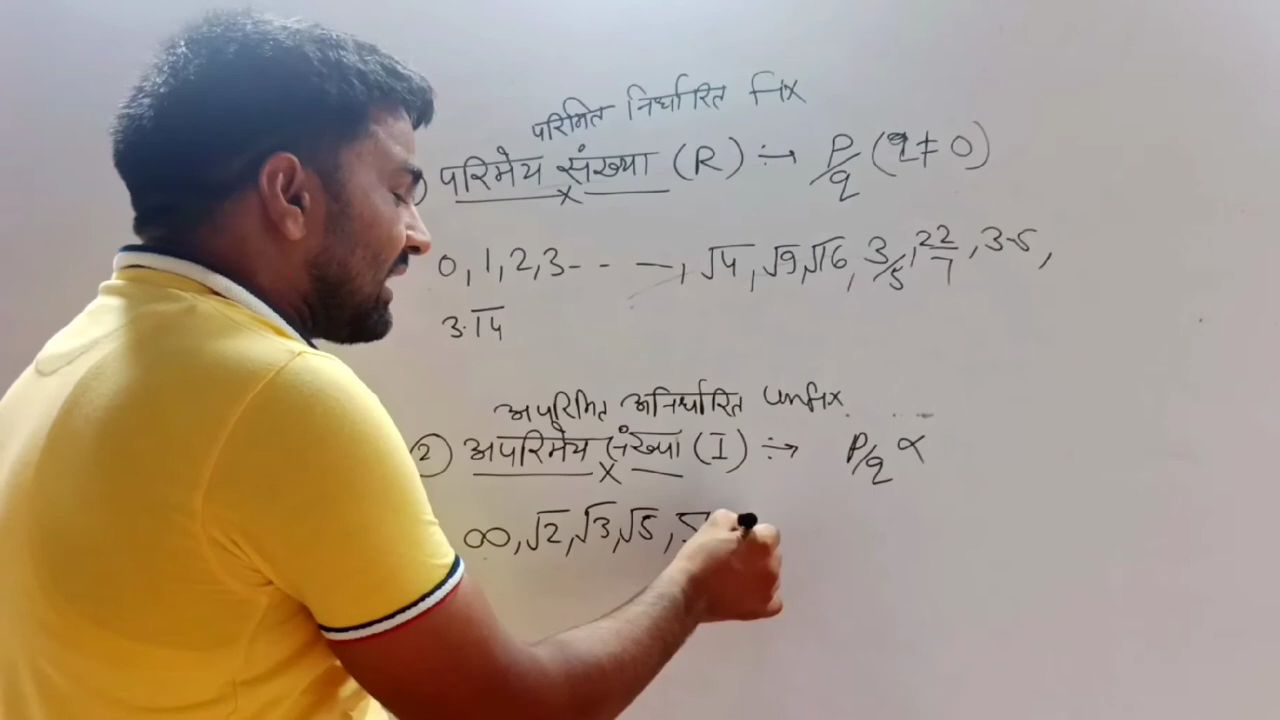 परिमित निर्धारित fix
परिमेय संख्या (R) ÷→ P/q (q ≠ 0)
0, 1, 2, 3- - - —, √4, √9, √16, 3/5, 22/7, 3.5,
3.1̅4̅
अपरिमित अनिर्धारित unfix
② अपरिमेय संख्या (I) ÷→ P/q ×
∞, √2, √3, √5,